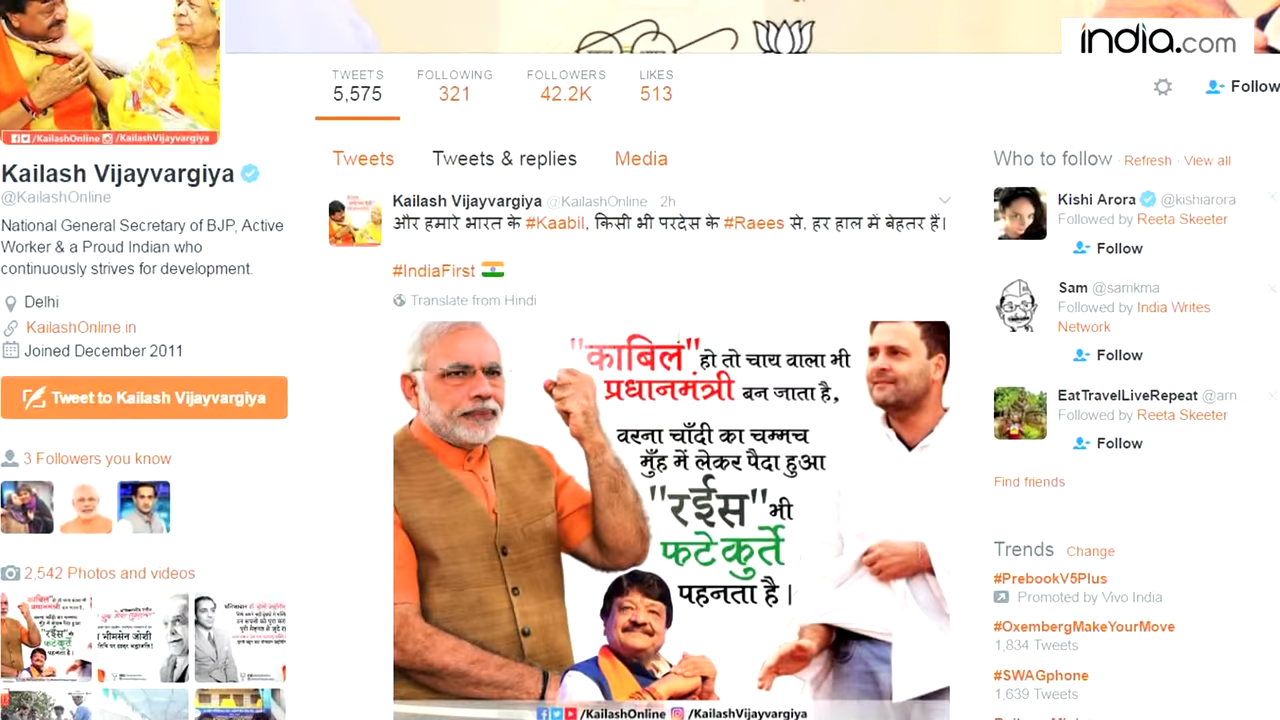 india.com
/KailashOnline /KailashVijayvargiya
Kailash Vijayvargiya
@KailashOnline
National General Secretary of BJP, Active
Worker & a Proud Indian who
continuously strives for development.
Delhi
KailashOnline.in
Joined December 2011
Tweet to Kailash Vijayvargiya
3 Followers you know
2,542 Photos and videos
TWEETS FOLLOWING FOLLOWERS LIKES
5,575 321 42.2K 513
Follow
Tweets Tweets & replies Media
Kailash Vijayvargiya @KailashOnline 2h
और हमारे भारत के #Kaabil, किसी भी परदेस के #Raees से, हर हाल में बेहतर हैं।
#IndiaFirst
Translate from Hindi
"काबिल" हो तो चाय वाला भी
प्रधानमंत्री बन जाता है,
वरना चाँदी का चम्मच
मुँह में लेकर पैदा हुआ
"रईस" भी
फटे कुर्ते
पहनता है |
/KailashOnline /KailashVijayvargiya
Who to follow · Refresh · View all
Kishi Arora @kishiarora
Followed by Reeta Skeeter
Follow
Sam @samkma
Followed by India Writes
Network
Follow
EatTravelLiveRepeat @arn
Followed by Reeta Skeeter
Follow
Find friends
Trends Change
#PrebookV5Plus
Promoted by Vivo India
#OxembergMakeYourMove
1,834 Tweets
#SWAGphone
1,639 Tweets